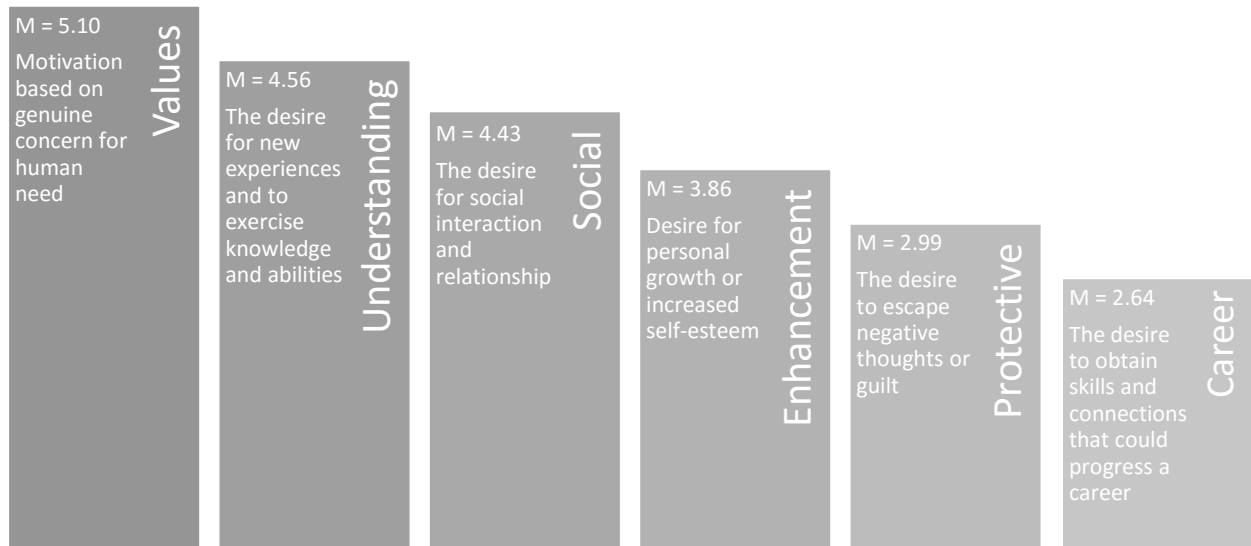 M = 5.10
Motivation
based on
genuine
concern for
human
need
Values
M = 4.56
The desire
for new
experiences
and to
exercise
knowledge
and abilities
Understanding
M = 4.43
The desire
for social
interaction
and
relationship
Social
M = 3.86
Desire for
personal
growth or
increased
self-esteem
Enhancement
M = 2.99
The desire
to escape
negative
thoughts or
guilt
Protective
M = 2.64
The desire
to obtain
skills and
connections
that could
progress a
career
Career